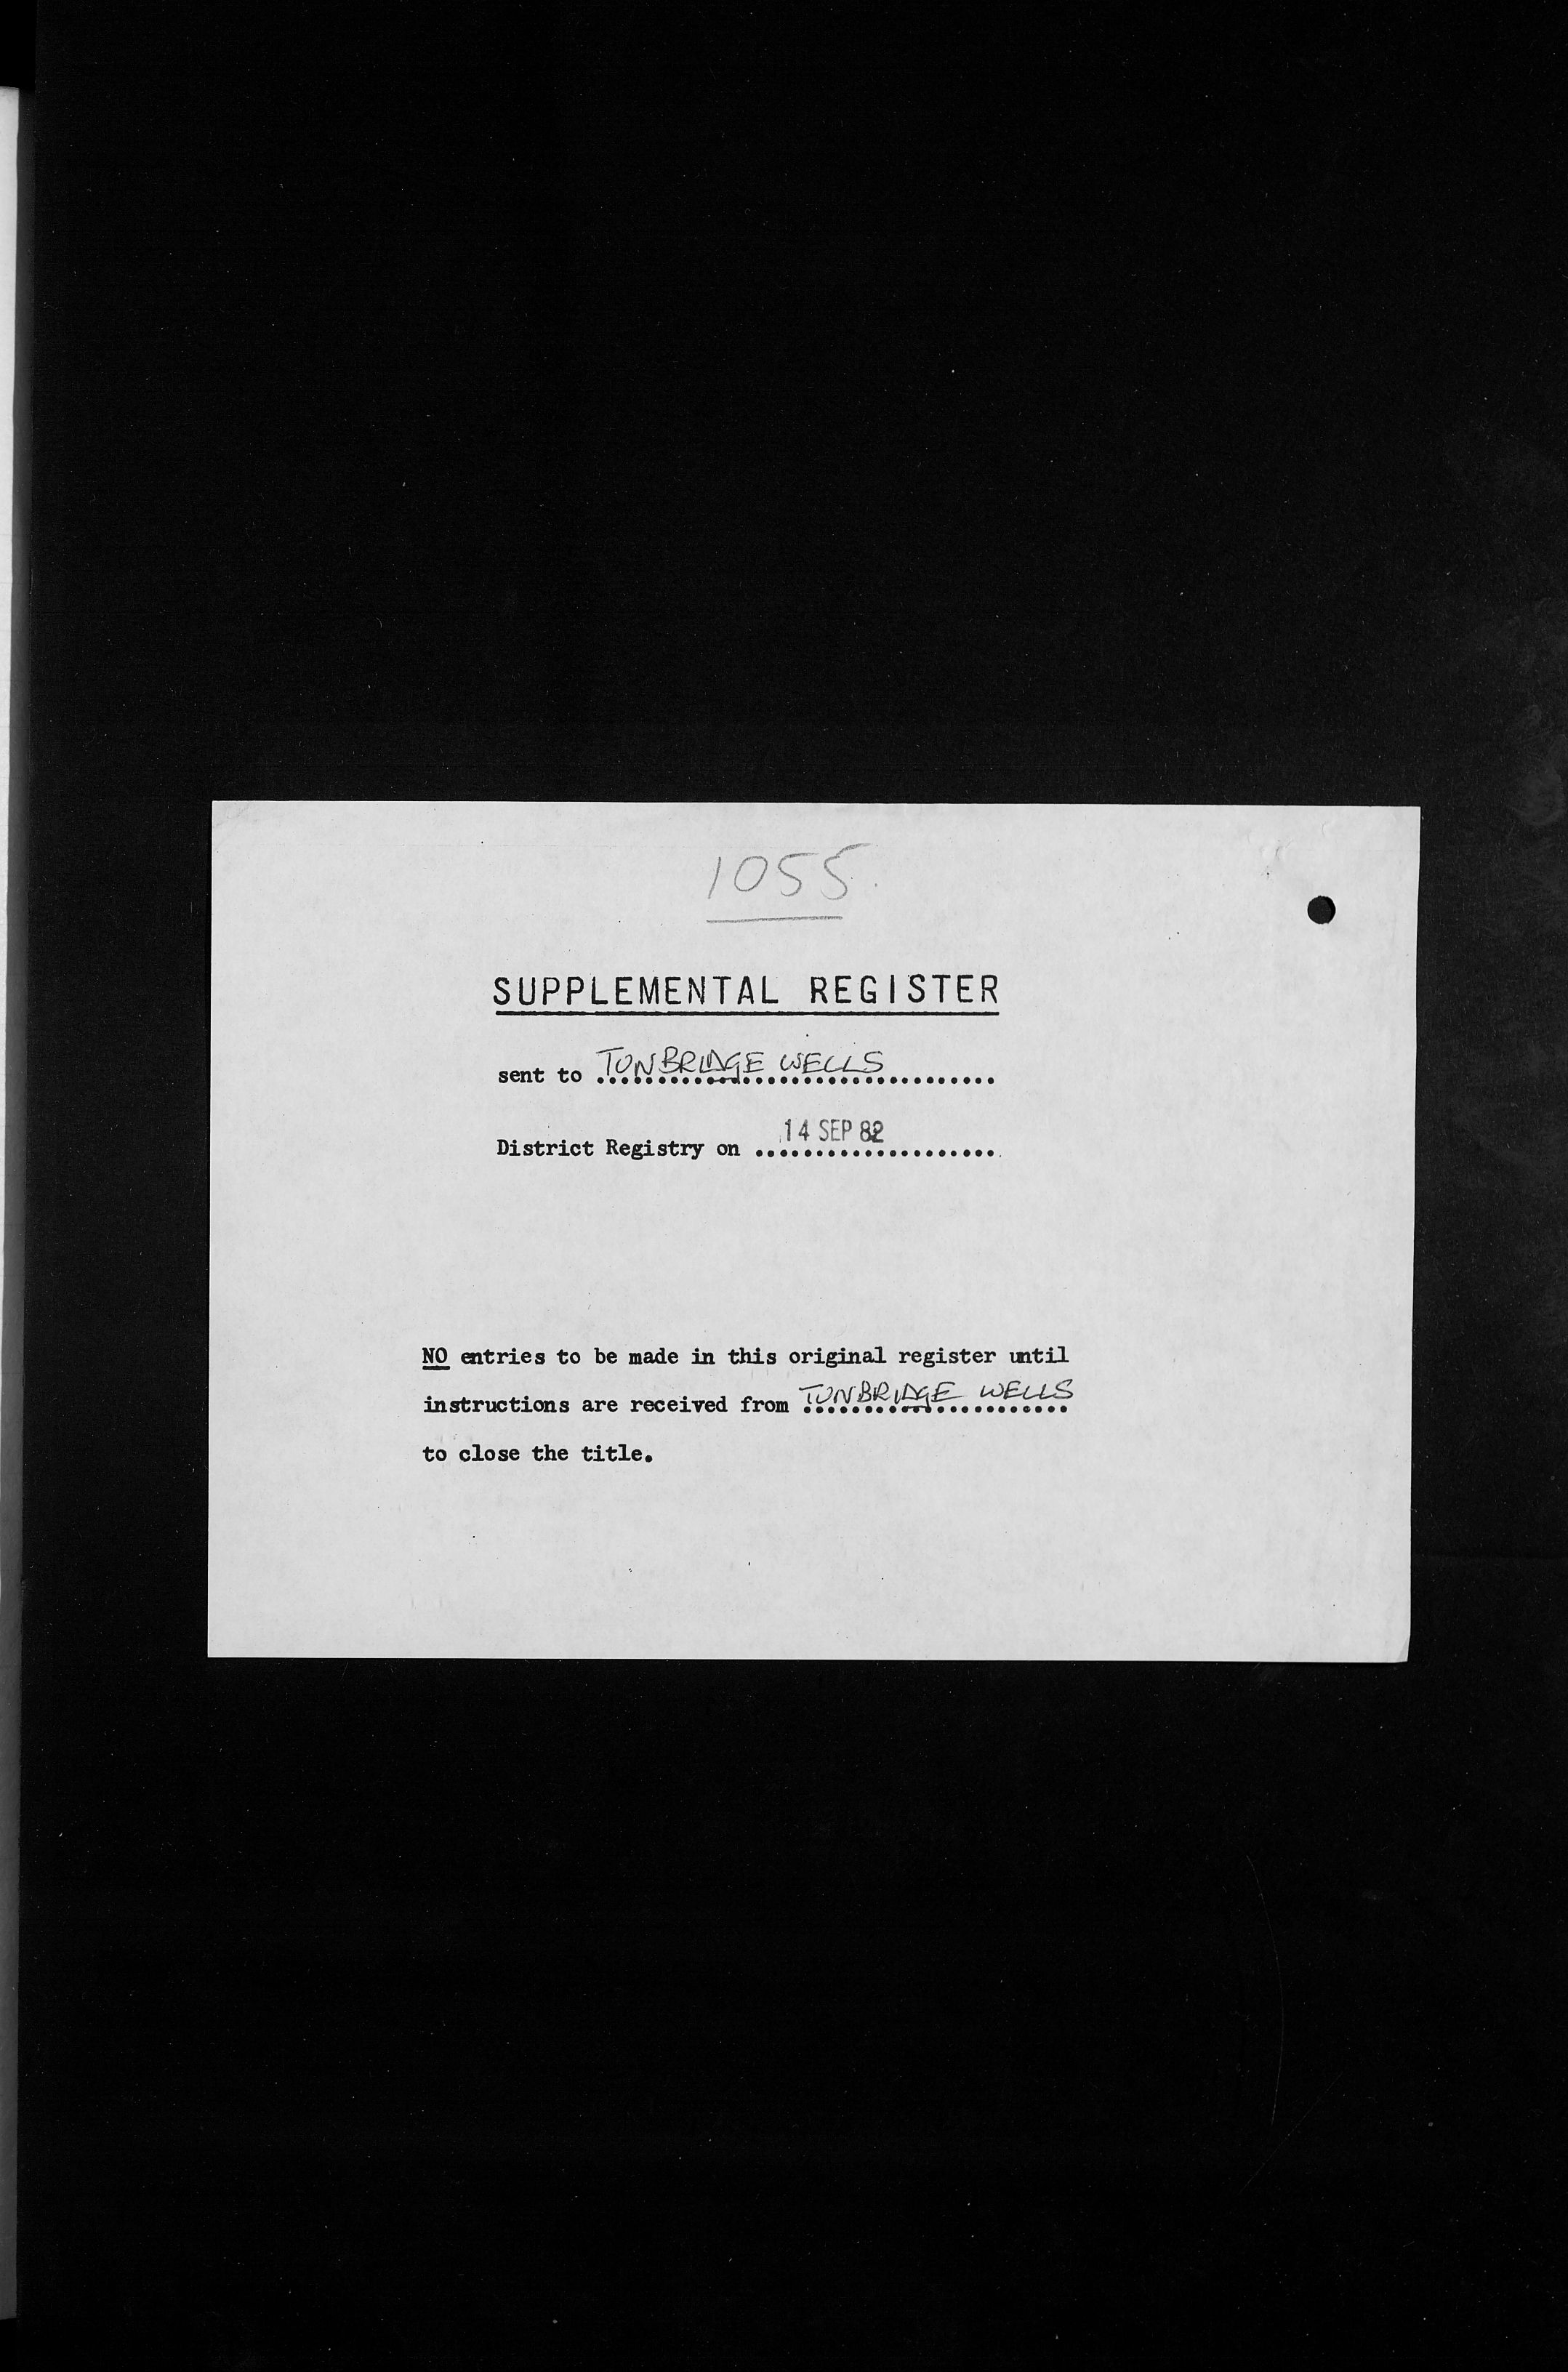 1055.
SUPPLEMENTAL REGISTER
sent to TUNBRIDGE WELLS
District Registry on 14 SEP 82
NO entries to be made in this original register until
instructions are received from TUNBRIDGE WELLS
to close the title.